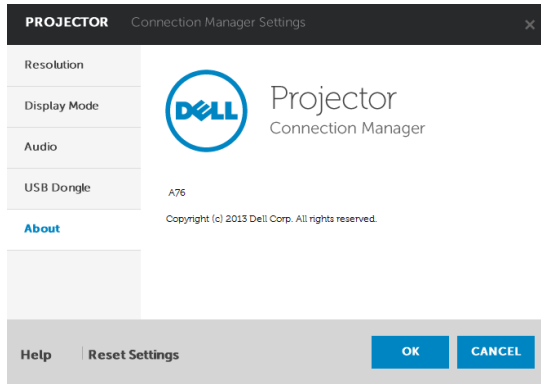 PROJECTOR Connection Manager Settings ×
Resolution
Display Mode
Audio
USB Dongle
About
DELL
Projector
Connection Manager
A76
Copyright (c) 2013 Dell Corp. All rights reserved.
Help Reset Settings OK CANCEL